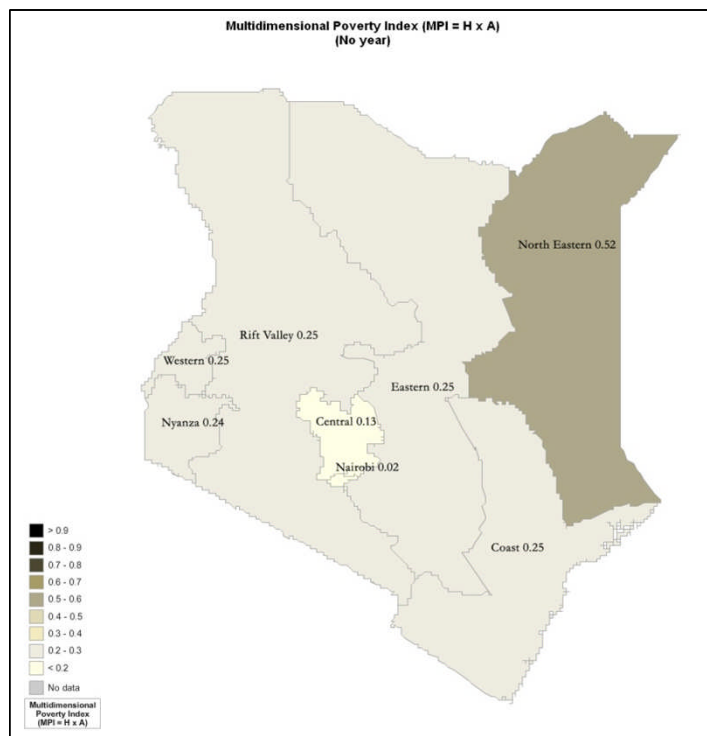 Multidimensional Poverty Index (MPI = H x A)
(No year)
North Eastern 0.52
Rift Valley 0.25
Western 0.25
Eastern 0.25
Nyanza 0.24
Central 0.13
Nairobi 0.02
Coast 0.25
> 0.9
0.8 - 0.9
0.7 - 0.8
0.6 - 0.7
0.5 - 0.6
0.4 - 0.5
0.3 - 0.4
0.2 - 0.3
< 0.2
No data
Multidimensional
Poverty Index
(MPI = H x A)